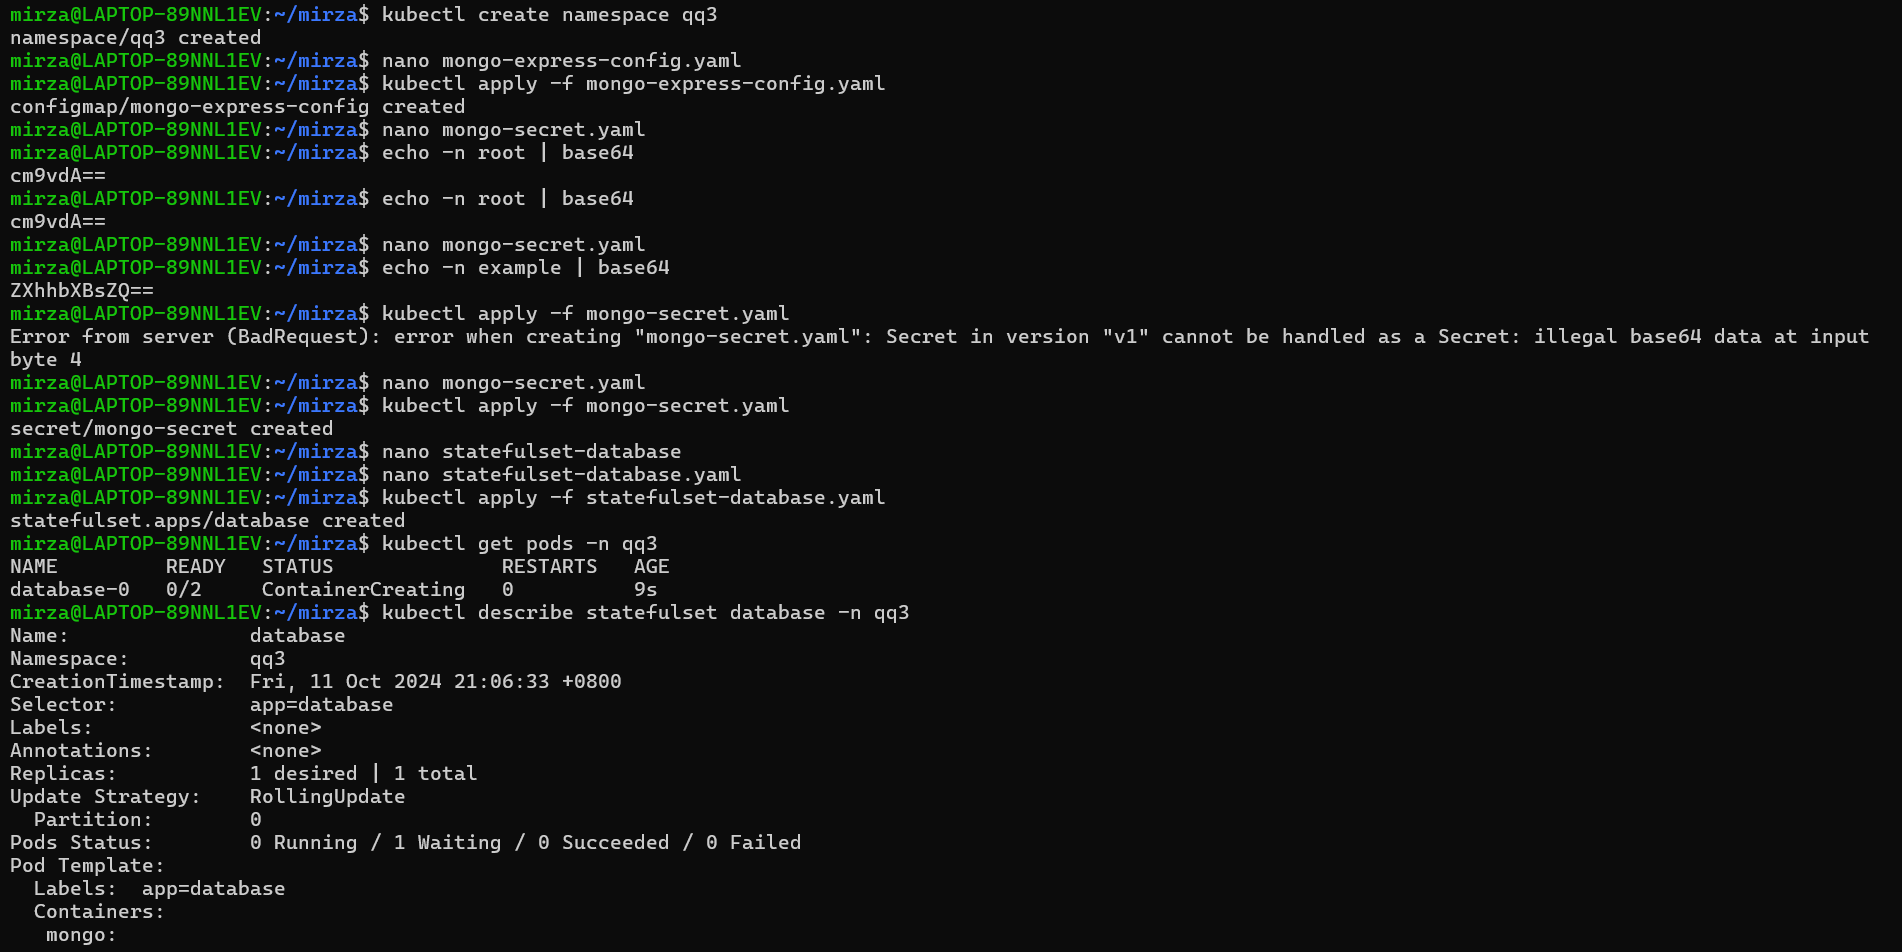 mirza@LAPTOP-89NNL1EV:~/mirza$ kubectl create namespace qq3
namespace/qq3 created
mirza@LAPTOP-89NNL1EV:~/mirza$ nano mongo-express-config.yaml
mirza@LAPTOP-89NNL1EV:~/mirza$ kubectl apply -f mongo-express-config.yaml
configmap/mongo-express-config created
mirza@LAPTOP-89NNL1EV:~/mirza$ nano mongo-secret.yaml
mirza@LAPTOP-89NNL1EV:~/mirza$ echo -n root | base64
cm9vdA==
mirza@LAPTOP-89NNL1EV:~/mirza$ echo -n root | base64
cm9vdA==
mirza@LAPTOP-89NNL1EV:~/mirza$ nano mongo-secret.yaml
mirza@LAPTOP-89NNL1EV:~/mirza$ echo -n example | base64
ZXhhbXBsZQ==
mirza@LAPTOP-89NNL1EV:~/mirza$ kubectl apply -f mongo-secret.yaml
Error from server (BadRequest): error when creating "mongo-secret.yaml": Secret in version "v1" cannot be handled as a Secret: illegal base64 data at input
byte 4
mirza@LAPTOP-89NNL1EV:~/mirza$ nano mongo-secret.yaml
mirza@LAPTOP-89NNL1EV:~/mirza$ kubectl apply -f mongo-secret.yaml
secret/mongo-secret created
mirza@LAPTOP-89NNL1EV:~/mirza$ nano statefulset-database
mirza@LAPTOP-89NNL1EV:~/mirza$ nano statefulset-database.yaml
mirza@LAPTOP-89NNL1EV:~/mirza$ kubectl apply -f statefulset-database.yaml
statefulset.apps/database created
mirza@LAPTOP-89NNL1EV:~/mirza$ kubectl get pods -n qq3
NAME         READY   STATUS              RESTARTS   AGE
database-0   0/2     ContainerCreating   0          9s
mirza@LAPTOP-89NNL1EV:~/mirza$ kubectl describe statefulset database -n qq3
Name:               database
Namespace:          qq3
CreationTimestamp:  Fri, 11 Oct 2024 21:06:33 +0800
Selector:           app=database
Labels:             <none>
Annotations:        <none>
Replicas:           1 desired | 1 total
Update Strategy:    RollingUpdate
  Partition:        0
Pods Status:        0 Running / 1 Waiting / 0 Succeeded / 0 Failed
Pod Template:
  Labels:  app=database
  Containers:
   mongo: